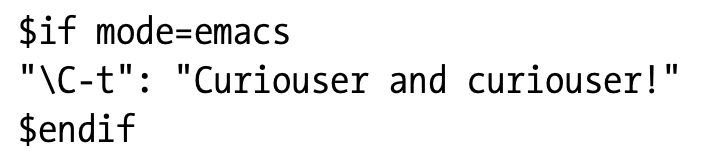 $if mode=emacs
"\C-t": "Curiouser and curiouser!"
$endif